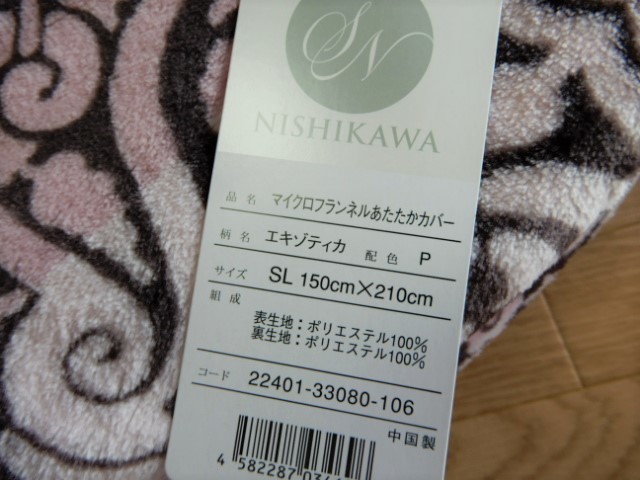 SN
NISHIKAWA
品名 マイクロフランネルあたたかカバー
柄名 エキゾティカ 配色 P
サイズ SL 150cm×210cm
組成
表生地:ポリエステル100%
裏生地:ポリエステル100%
コード 22401-33080-106
中国製
4 582287